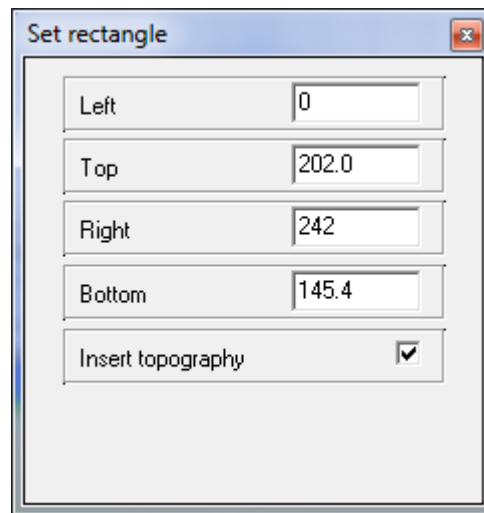 Set rectangle
Left 0
Top 202.0
Right 242
Bottom 145.4
Insert topography